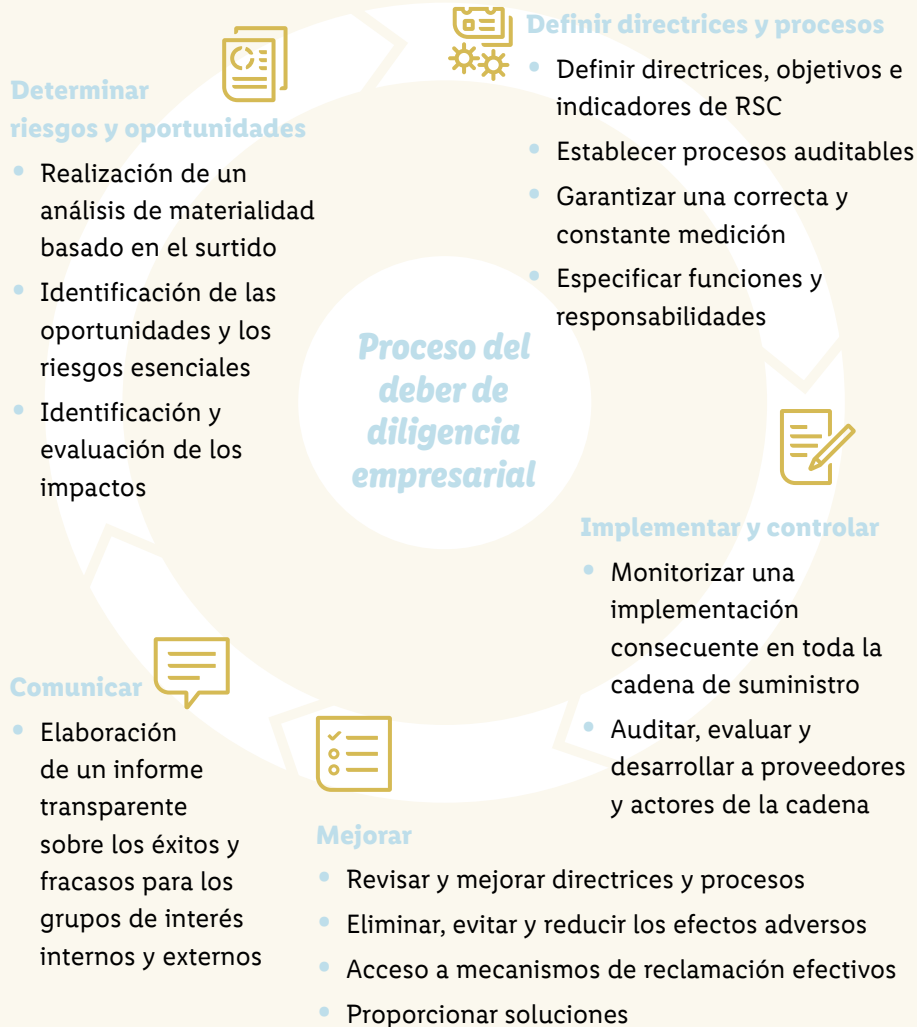 Proceso del
deber de
diligencia
empresarial
Determinar
riesgos y oportunidades
• Realización de un
análisis de materialidad
basado en el surtido
• Identificación de las
oportunidades y los
riesgos esenciales
• Identificación y
evaluación de los
impactos
Definir directrices y procesos
• Definir directrices, objetivos e
indicadores de RSC
• Establecer procesos auditables
• Garantizar una correcta y
constante medición
• Especificar funciones y
responsabilidades
Implementar y controlar
• Monitorizar una
implementación
consecuente en toda la
cadena de suministro
• Auditar, evaluar y
desarrollar a proveedores
y actores de la cadena
Mejorar
• Revisar y mejorar directrices y procesos
• Eliminar, evitar y reducir los efectos adversos
• Acceso a mecanismos de reclamación efectivos
• Proporcionar soluciones
Comunicar
• Elaboración
de un informe
transparente
sobre los éxitos y
fracasos para los
grupos de interés
internos y externos